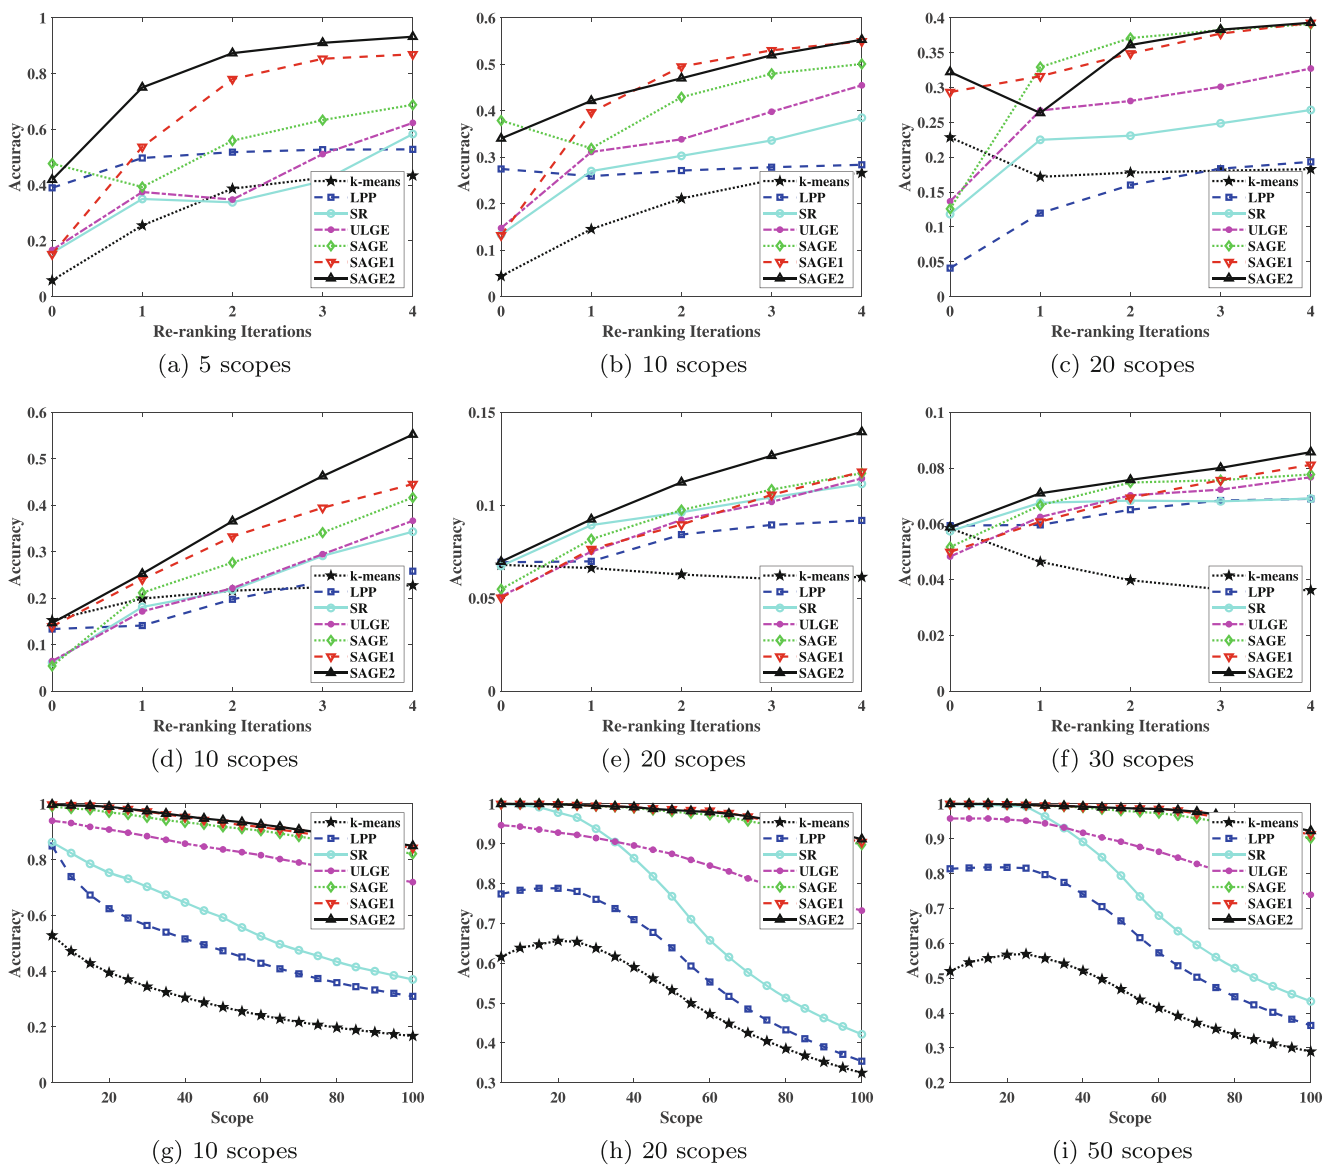 1
0.8
0.6
0.4
0.2
0
Accuracy
0 1 2 3 4
Re-ranking Iterations
k-means
LPP
SR
ULGE
SAGE
SAGE1
SAGE2
(a) 5 scopes
0.6
0.5
0.4
0.3
0.2
0.1
0
Accuracy
0 1 2 3 4
Re-ranking Iterations
k-means
LPP
SR
ULGE
SAGE
SAGE1
SAGE2
(b) 10 scopes
0.4
0.35
0.3
0.25
0.2
0.15
0.1
0.05
0
Accuracy
0 1 2 3 4
Re-ranking Iterations
k-means
LPP
SR
ULGE
SAGE
SAGE1
SAGE2
(c) 20 scopes
0.6
0.5
0.4
0.3
0.2
0.1
0
Accuracy
0 1 2 3 4
Re-ranking Iterations
k-means
LPP
SR
ULGE
SAGE
SAGE1
SAGE2
(d) 10 scopes
0.15
0.1
0.05
0
Accuracy
0 1 2 3 4
Re-ranking Iterations
k-means
LPP
SR
ULGE
SAGE
SAGE1
SAGE2
(e) 20 scopes
0.1
0.08
0.06
0.04
0.02
0
Accuracy
0 1 2 3 4
Re-ranking Iterations
k-means
LPP
SR
ULGE
SAGE
SAGE1
SAGE2
(f) 30 scopes
1
0.8
0.6
0.4
0.2
0
Accuracy
20 40 60 80 100
Scope
k-means
LPP
SR
ULGE
SAGE
SAGE1
SAGE2
(g) 10 scopes
1
0.9
0.8
0.7
0.6
0.5
0.4
0.3
Accuracy
20 40 60 80 100
Scope
k-means
LPP
SR
ULGE
SAGE
SAGE1
SAGE2
(h) 20 scopes
1
0.9
0.8
0.7
0.6
0.5
0.4
0.3
0.2
Accuracy
20 40 60 80 100
Scope
k-means
LPP
SR
ULGE
SAGE
SAGE1
SAGE2
(i) 50 scopes